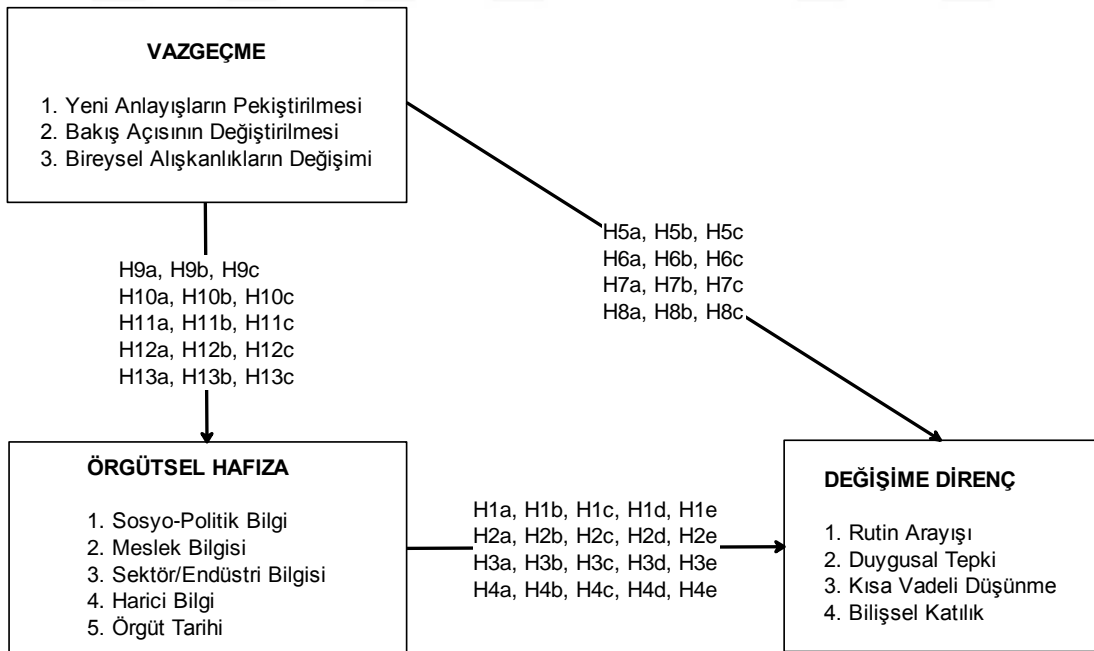 VAZGEÇME
1. Yeni Anlayışların Pekiştirilmesi
2. Bakış Açısının Değiştirilmesi
3. Bireysel Alışkanlıkların Değişimi
H5a, H5b, H5c
H6a, H6b, H6c
H7a, H7b, H7c
H8a, H8b, H8c
H9a, H9b, H9c
H10a, H10b, H10c
H11a, H11b, H11c
H12a, H12b, H12c
H13a, H13b, H13c
ÖRGÜTSEL HAFIZA
1. Sosyo-Politik Bilgi
2. Meslek Bilgisi
3. Sektör/Endüstri Bilgisi
4. Harici Bilgi
5. Örgüt Tarihi
H1a, H1b, H1c, H1d, H1e
H2a, H2b, H2c, H2d, H2e
H3a, H3b, H3c, H3d, H3e
H4a, H4b, H4c, H4d, H4e
DEĞİŞİME DİRENÇ
1. Rutin Arayışı
2. Duygusal Tepki
3. Kısa Vadeli Düşünme
4. Bilişsel Katılık